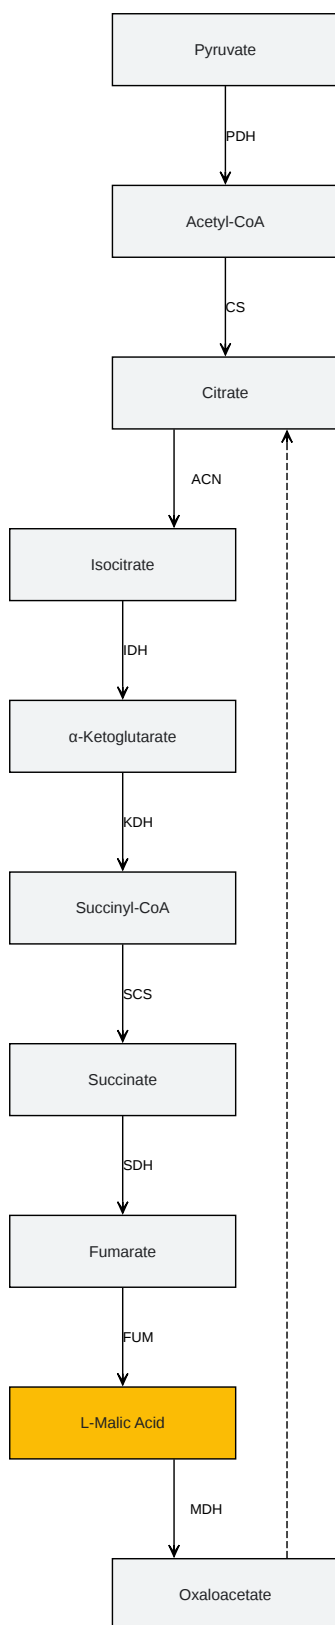 Pyruvate
PDH
Acetyl-CoA
CS
Citrate
ACN
Isocitrate
IDH
α-Ketoglutarate
KDH
Succinyl-CoA
SCS
Succinate
SDH
Fumarate
FUM
L-Malic Acid
MDH
Oxaloacetate